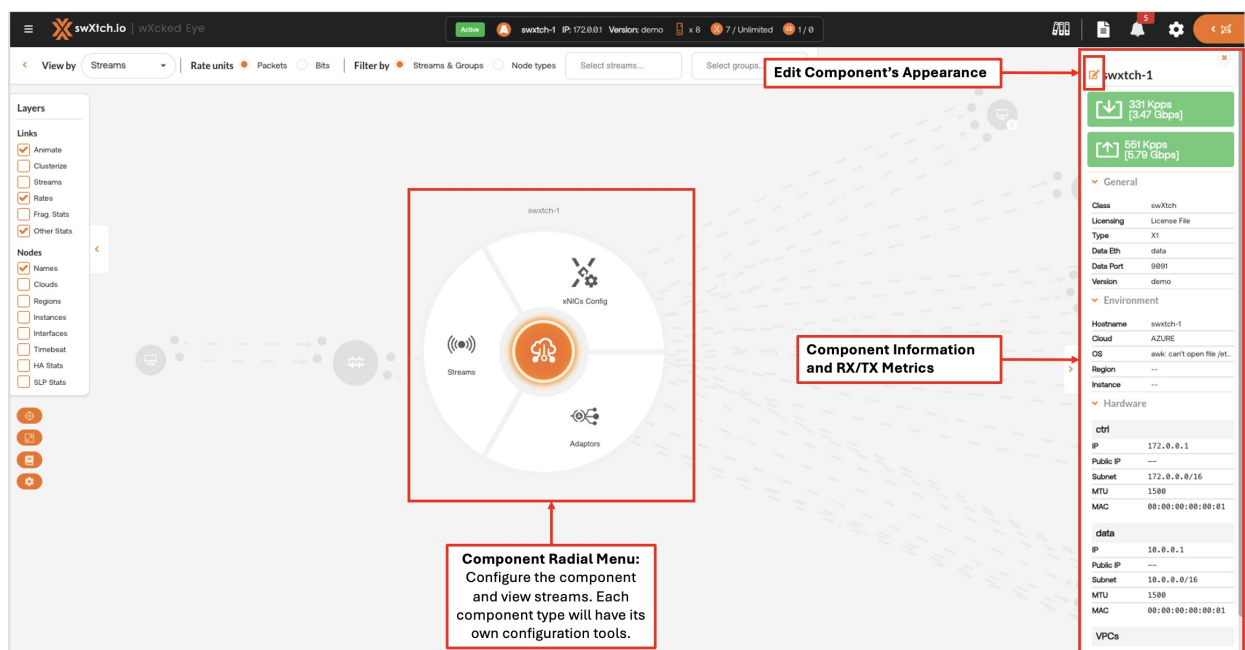 swXtch.io | wXcked Eye
Active swxtch-1 IP: 172.0.0.1 Version: demo x 8 7 / Unlimited 1 / 0
5
View by Streams Rate units Packets Bits Filter by Streams & Groups Node types Select streams... Select groups...
Edit Component's Appearance
swxtch-1
331 Kpps
[3.47 Gbps]
551 Kpps
[5.79 Gbps]
Layers
Links
Animate
Clusterize
Streams
Rates
Frag. Stats
Other Stats
Nodes
Names
Clouds
Regions
Instances
Interfaces
Timebeat
HA Stats
SLP Stats
swxtch-1
xNICs Config
Streams
Adaptors
Component Radial Menu:
Configure the component
and view streams. Each
component type will have its
own configuration tools.
Component Information
and RX/TX Metrics
General
Class swXtch
Licensing License File
Type X1
Data Eth data
Data Port 9091
Version demo
Environment
Hostname swxtch-1
Cloud AZURE
OS awk: can't open file /et..
Region --
Instance --
Hardware
ctrl
IP 172.0.0.1
Public IP --
Subnet 172.0.0.0/16
MTU 1500
MAC 00:00:00:00:00:01
data
IP 10.0.0.1
Public IP --
Subnet 10.0.0.0/16
MTU 1500
MAC 00:00:00:00:00:01
VPCs